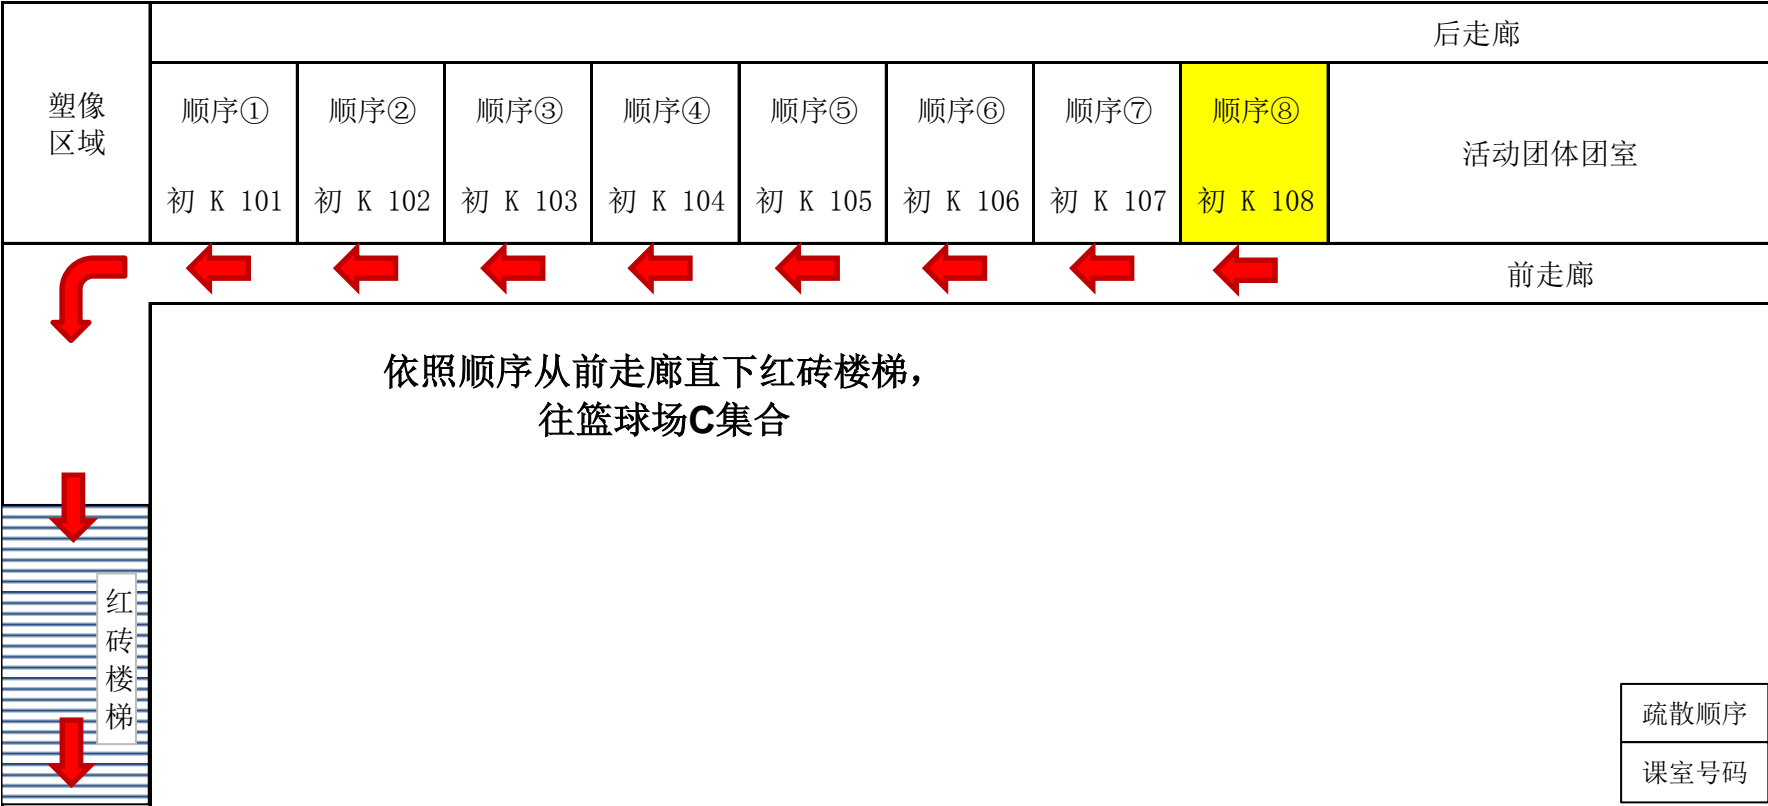 后走廊
塑像
区域
顺序① 顺序② 顺序③ 顺序④ 顺序⑤ 顺序⑥ 顺序⑦ 顺序⑧
活动团体团室
初 K 101 初 K 102 初 K 103 初 K 104 初 K 105 初 K 106 初 K 107 初 K 108
前走廊
依照顺序从前走廊直下红砖楼梯，
往篮球场C集合
红
砖
楼
梯
疏散顺序
课室号码